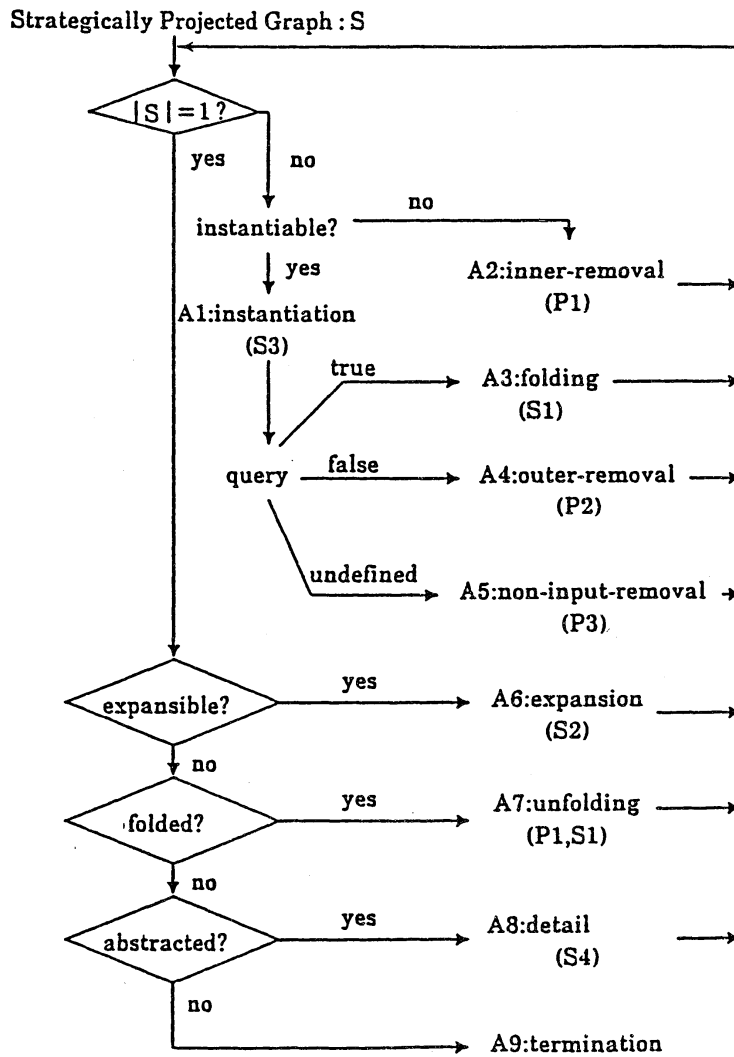 Strategically Projected Graph : S
|S|=1?
yes
no
no
instantiable?
yes
A2:inner-removal
(P1)
A1:instantiation
(S3)
true
A3:folding
(S1)
query
false
A4:outer-removal
(P2)
undefined
A5:non-input-removal
(P3)
expansible?
yes
A6:expansion
(S2)
no
folded?
yes
A7:unfolding
(P1,S1)
no
abstracted?
yes
A8:detail
(S4)
no
A9:termination